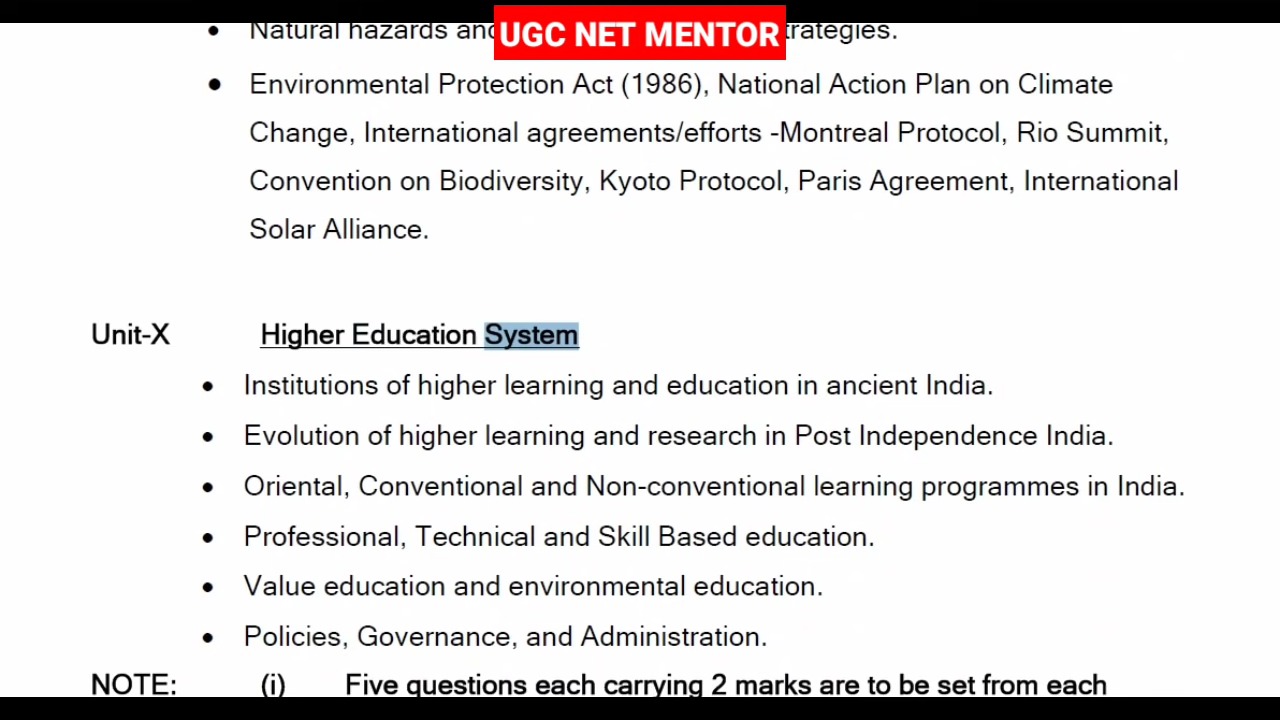 UGC NET MENTOR
• Natural hazards and trategies.
• Environmental Protection Act (1986), National Action Plan on Climate
Change, International agreements/efforts -Montreal Protocol, Rio Summit,
Convention on Biodiversity, Kyoto Protocol, Paris Agreement, International
Solar Alliance.
Unit-X Higher Education System
• Institutions of higher learning and education in ancient India.
• Evolution of higher learning and research in Post Independence India.
• Oriental, Conventional and Non-conventional learning programmes in India.
• Professional, Technical and Skill Based education.
• Value education and environmental education.
• Policies, Governance, and Administration.
NOTE: (i) Five questions each carrying 2 marks are to be set from each